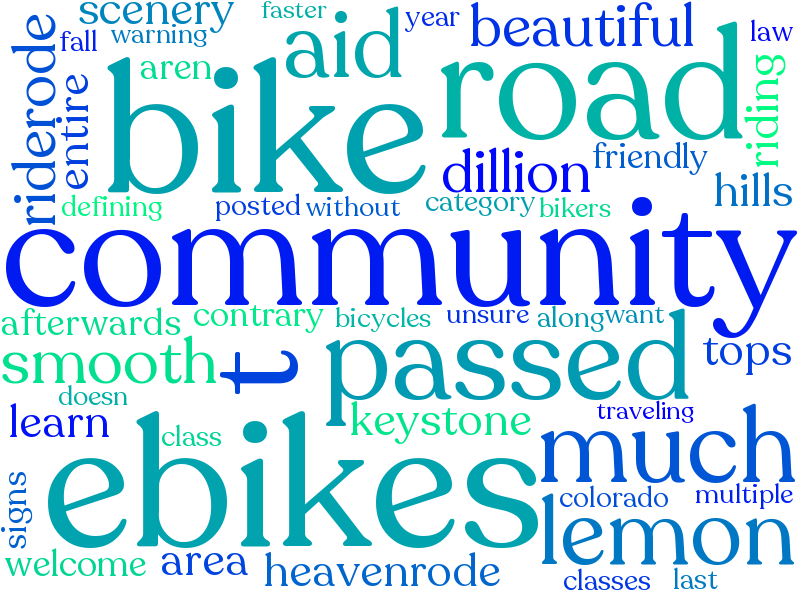 scenery
faster
year
beautiful
law
fall
warning
aid
riderode
aren
bike
road
riding
entire
dillion
friendly
hills
defining
posted
without
category
bikers
community
afterwards
contrary
bicycles
unsure
along
want
smooth
t
passed
tops
doesn
learn
class
keystone
traveling
much
ebikes
signs
colorado
multiple
lemon
welcome
area
heavenrode
classes
last